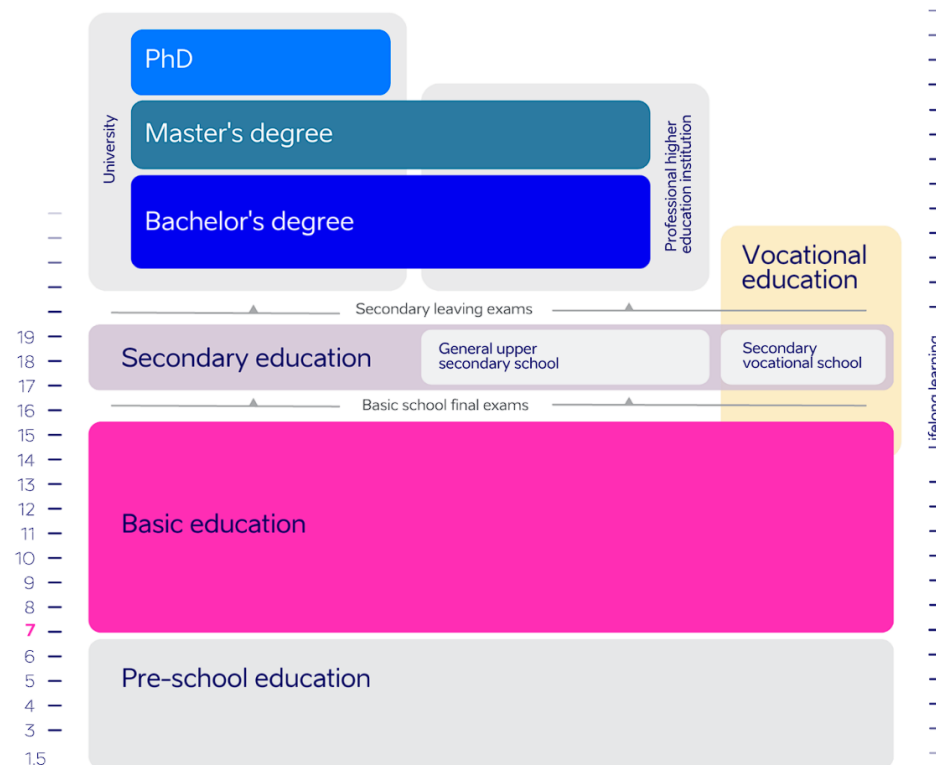 PhD
Master's degree
Bachelor's degree
University
Professional higher
education institution
Vocational
education
Secondary leaving exams
Secondary education
General upper
secondary school
Secondary
vocational school
Basic school final exams
Basic education
Pre-school education
Lifelong learning
19
18
17
16
15
14
13
12
11
10
9
8
7
6
5
4
3
1.5